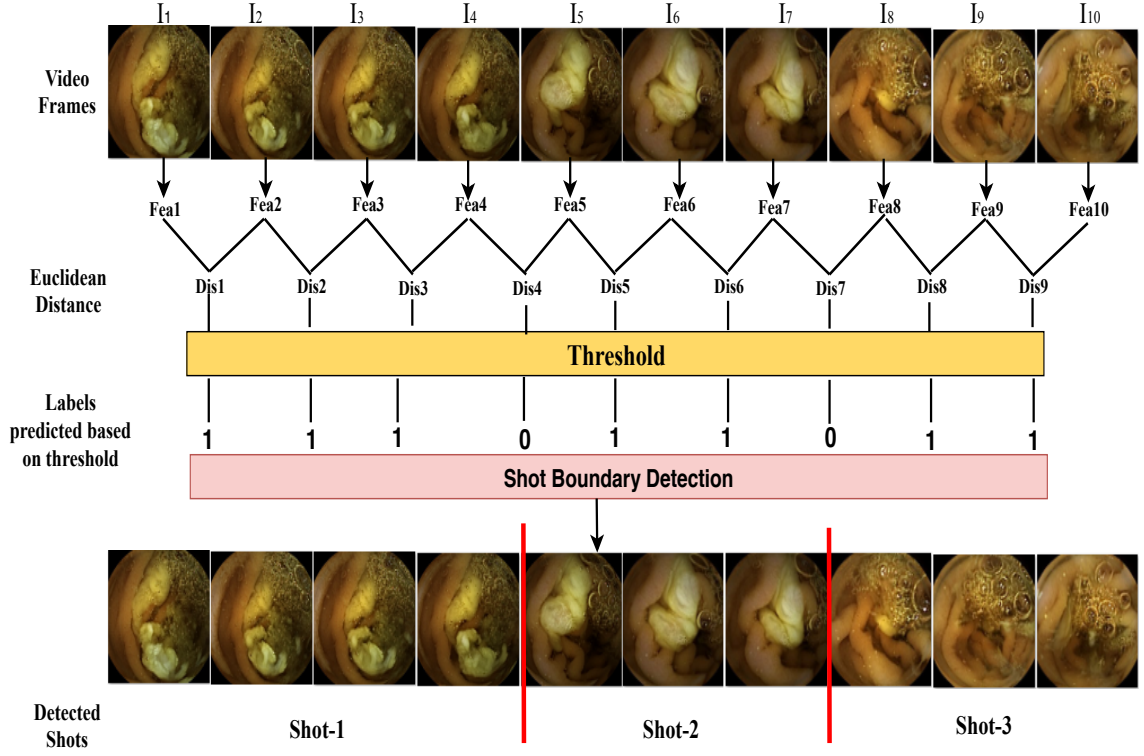 I1 I2 I3 I4 I5 I6 I7 I8 I9 I10
Video
Frames
Fea1 Fea2 Fea3 Fea4 Fea5 Fea6 Fea7 Fea8 Fea9 Fea10
Euclidean
Distance
Dis1 Dis2 Dis3 Dis4 Dis5 Dis6 Dis7 Dis8 Dis9
Threshold
Labels
predicted based
on threshold
1 1 1 0 1 1 0 1 1
Shot Boundary Detection
Detected
Shots
Shot-1 Shot-2 Shot-3